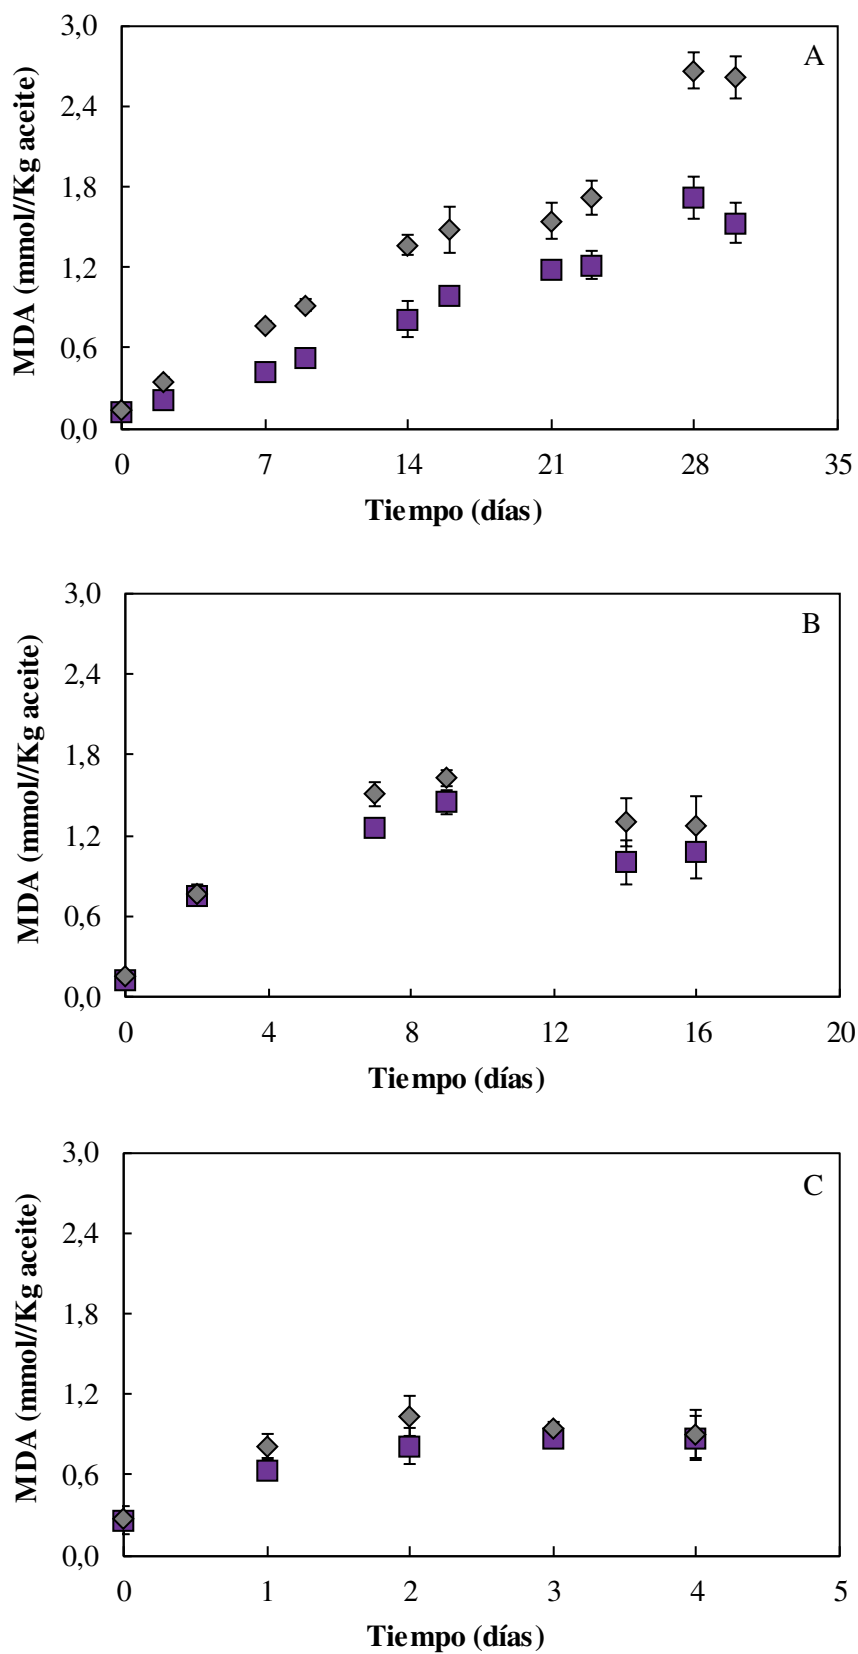 3,0
A
2,4
1,8
1,2
0,6
0,0
MDA (mmol//Kg aceite)
0 7 14 21 28 35
Tiempo (días)
3,0
B
2,4
1,8
1,2
0,6
0,0
MDA (mmol//Kg aceite)
0 4 8 12 16 20
Tiempo (días)
3,0
C
2,4
1,8
1,2
0,6
0,0
MDA (mmol//Kg aceite)
0 1 2 3 4 5
Tiempo (días)